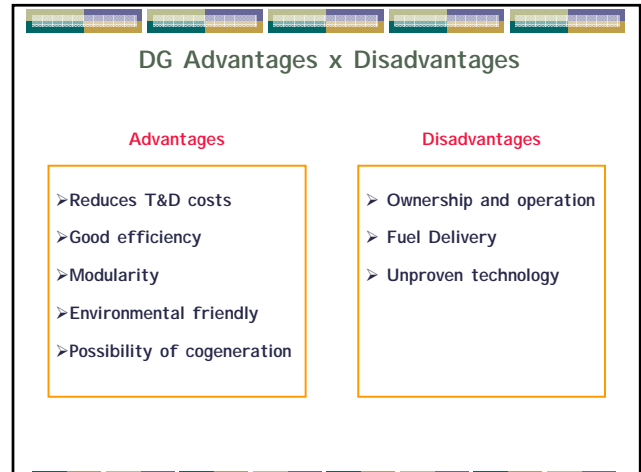 DG Advantages x Disadvantages
Advantages
➢Reduces T&D costs
➢Good efficiency
➢Modularity
➢Environmental friendly
➢Possibility of cogeneration
Disadvantages
➢ Ownership and operation
➢ Fuel Delivery
➢ Unproven technology